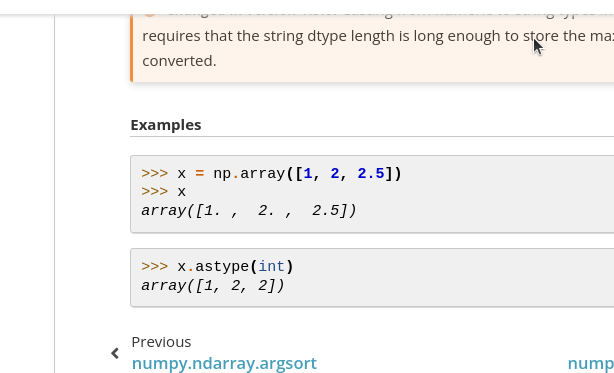 requires that the string dtype length is long enough to store the max
converted.
Examples
>>> x = np.array([1, 2, 2.5])
>>> x
array([1. ,  2. ,  2.5])
>>> x.astype(int)
array([1, 2, 2])
Previous
numpy.ndarray.argsort
nump